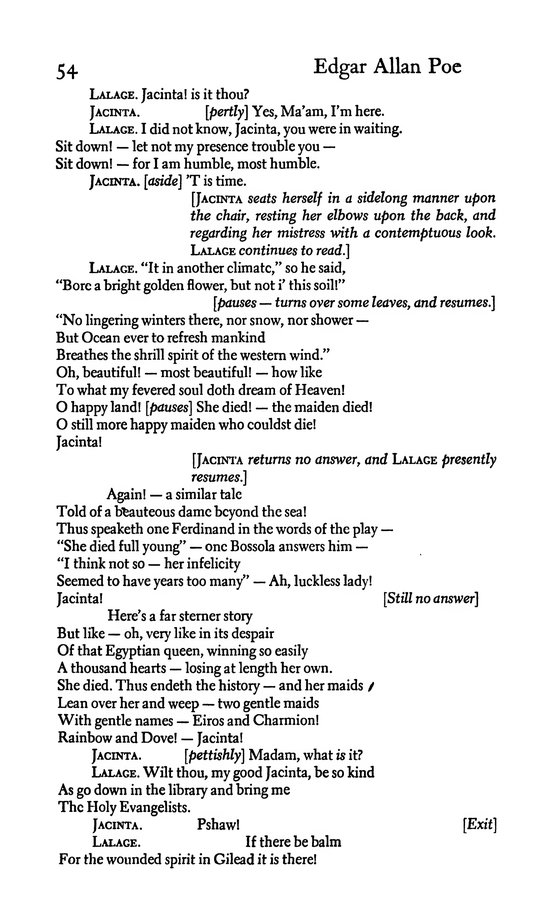 54 Edgar Allan Poe
LALAGE. Jacinta! is it thou?
JACINTA. [pertly] Yes, Ma'am, I'm here.
LALAGE. I did not know, Jacinta, you were in waiting.
Sit down! — let not my presence trouble you —
Sit down! — for I am humble, most humble.
JACINTA. [aside] 'T is time.
[JACINTA seats herself in a sidelong manner upon
the chair, resting her elbows upon the back, and
regarding her mistress with a contemptuous look.
LALAGE continues to read.]
LALAGE. "It in another climate," so he said,
"Bore a bright golden flower, but not i' this soil!"
[pauses — turns over some leaves, and resumes.]
"No lingering winters there, nor snow, nor shower —
But Ocean ever to refresh mankind
Breathes the shrill spirit of the western wind."
Oh, beautiful! — most beautiful! — how like
To what my fevered soul doth dream of Heaven!
O happy land! [pauses] She died! — the maiden died!
O still more happy maiden who couldst die!
Jacinta!
[JACINTA returns no answer, and LALAGE presently
resumes.]
Again! — a similar tale
Told of a beauteous dame beyond the sea!
Thus speaketh one Ferdinand in the words of the play —
"She died full young" — one Bossola answers him —
"I think not so — her infelicity
Seemed to have years too many" — Ah, luckless lady!
Jacinta! [Still no answer]
Here's a far sterner story
But like — oh, very like in its despair
Of that Egyptian queen, winning so easily
A thousand hearts — losing at length her own.
She died. Thus endeth the history — and her maids
Lean over her and weep — two gentle maids
With gentle names — Eiros and Charmion!
Rainbow and Dove! — Jacinta!
JACINTA. [pettishly] Madam, what is it?
LALAGE. Wilt thou, my good Jacinta, be so kind
As go down in the library and bring me
The Holy Evangelists.
JACINTA. Pshaw! [Exit]
LALAGE. If there be balm
For the wounded spirit in Gilead it is there!